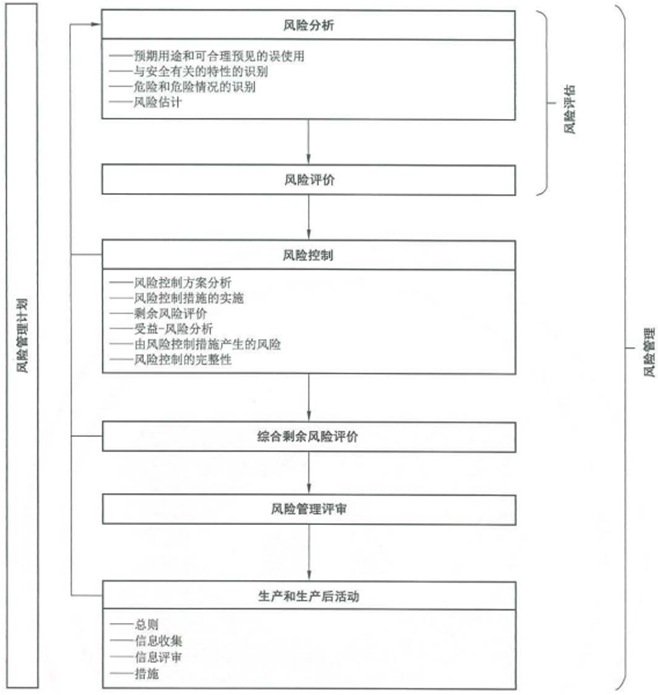 风险管理计划
风险分析
——预期用途和可合理预见的误使用
——与安全有关的特性的识别
——危险和危险情况的识别
——风险估计
风险评价
风险评估
风险控制
——风险控制方案分析
——风险控制措施的实施
——剩余风险评价
——受益-风险分析
——由风险控制措施产生的风险
——风险控制的完整性
综合剩余风险评价
风险管理评审
生产和生产后活动
——总则
——信息收集
——信息评审
——措施
风险管理